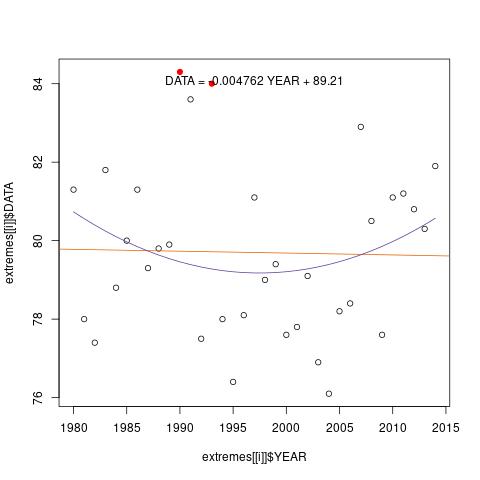 DATA = -0.004762 YEAR + 89.21
84
82
80
78
76
extremes[[i]]$DATA
1980 1985 1990 1995 2000 2005 2010 2015
extremes[[i]]$YEAR